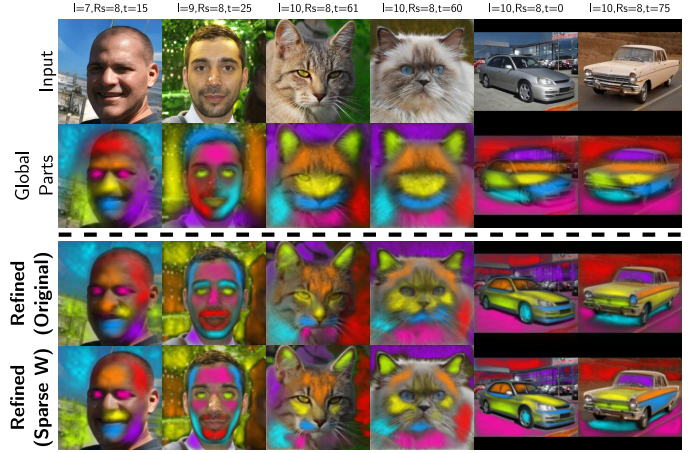 l=7,Rs=8,t=15 l=9,Rs=8,t=25 l=10,Rs=8,t=61 l=10,Rs=8,t=60 l=10,Rs=8,t=0 l=10,Rs=8,t=75
Input
Global
Parts
Refined
(Original)
Refined
(Sparse W)